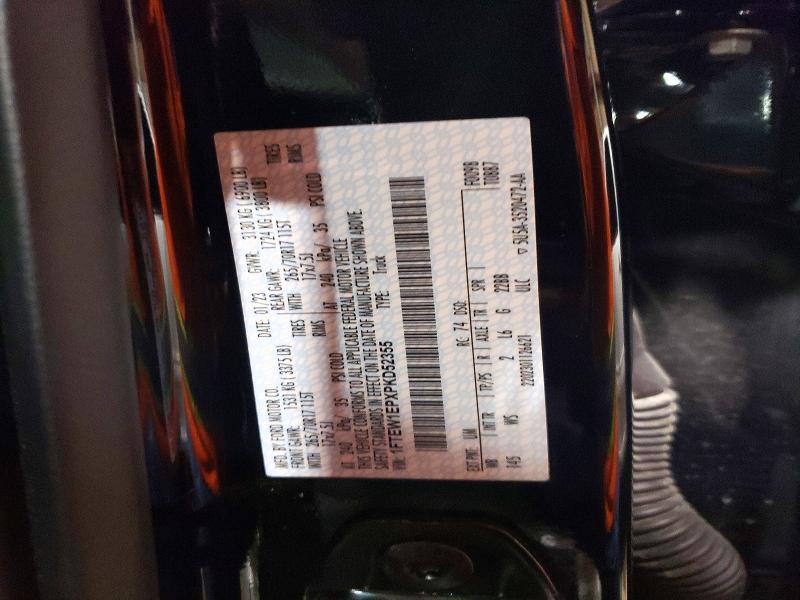 MFD. BY FORD MOTOR CO. DATE: 01/23 GVWR: 3130 KG ( 6900 LB)
FRONT GAWR: 1531 KG ( 3375 LB) REAR GAWR: 1724 KG ( 3800 LB)
WITH 265/70R17 115T TIRES WITH 265/70R17 115T TIRES
17x7.5J RIMS 17x7.5J RIMS
AT 240 kPa/ 35 PSI COLD AT 240 kPa/ 35 PSI COLD
THIS VEHICLE CONFORMS TO ALL APPLICABLE FEDERAL MOTOR VEHICLE
SAFETY STANDARDS IN EFFECT ON THE DATE OF MANUFACTURE SHOWN ABOVE.
VIN: 1FTEW1EPXPKD52355 TYPE: Truck
F0098
T0887
EXT PNT: UM RC: 74 DSO:
WB INT TR TP/PS R AXLE TR SPR
145 WS 2 L6 G 22BB
ULC ▽ 5U5A-3520472-AA